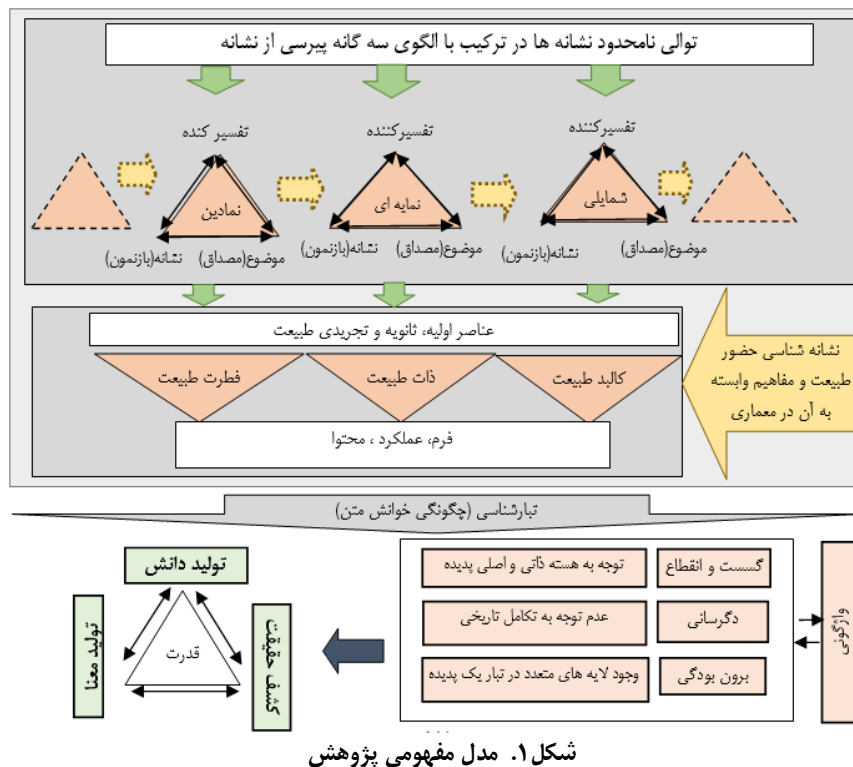 توالی نامحدود نشانه ها در ترکیب با الگوی سه گانه پیرسی از نشانه
تفسیرکننده
تفسیرکننده
تفسیر کنده
شمایلی
نمایه ای
نمادین
موضوع(مصداق)
نشانه(بازنمون)
موضوع(مصداق)
نشانه(بازنمون)
موضوع(مصداق)
نشانه(بازنمون)
عناصر اولیه، ثانویه و تجریدی طبیعت
کالبد طبیعت
ذات طبیعت
فطرت طبیعت
فرم، عملکرد ، محتوا
نشانه شناسی حضور
طبیعت و مفاهیم وابسته
به آن در معماری
تبارشناسی (چگونگی خوانش متن)
واژگونی
گسست و انقطاع
توجه به هسته ذاتی و اصلی پدیده
دگرسانی
عدم توجه به تکامل تاریخی
برون بودگی
وجود لایه های متعدد در تبار یک پدیده
تولید دانش
کشف حقیقت
تولید معنا
قدرت
شکل۱. مدل مفهومی پژوهش